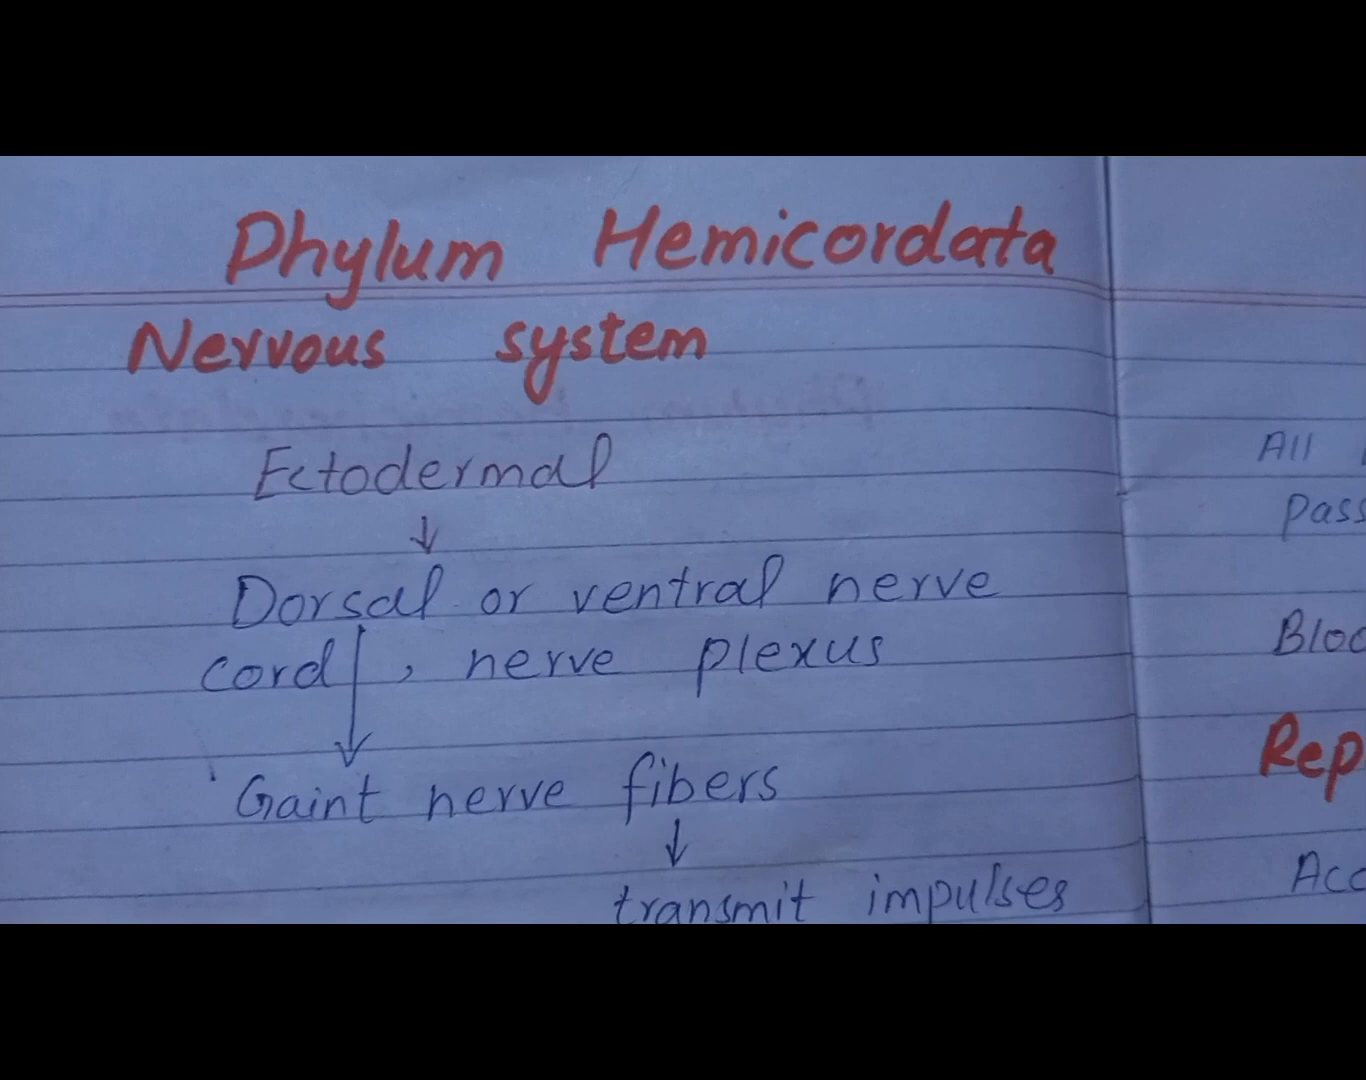 Phylum Hemicordata
Nervous system
Ectodermal
↓
Dorsal or ventral nerve
cord, nerve plexus
↓
Gaint nerve fibers
↓
transmit impulses
All
Pass
Bloo
Rep
Acc